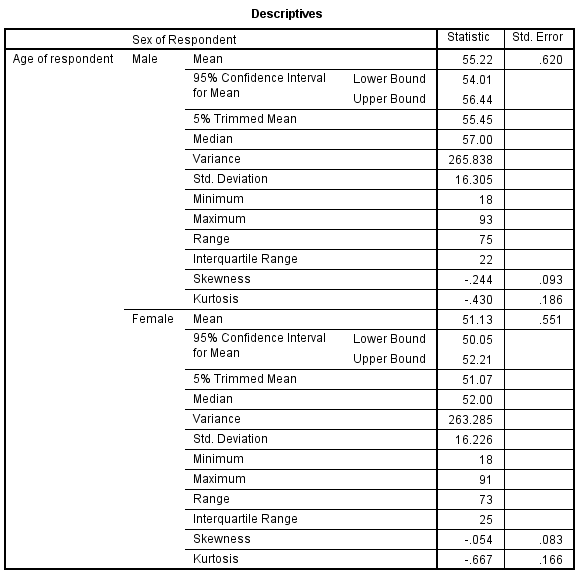 Descriptives
Sex of Respondent Statistic Std. Error
Age of respondent Male Mean 55.22 .620
95% Confidence Interval for Mean Lower Bound 54.01
Upper Bound 56.44
5% Trimmed Mean 55.45
Median 57.00
Variance 265.838
Std. Deviation 16.305
Minimum 18
Maximum 93
Range 75
Interquartile Range 22
Skewness -.244 .093
Kurtosis -.430 .186
Female Mean 51.13 .551
95% Confidence Interval for Mean Lower Bound 50.05
Upper Bound 52.21
5% Trimmed Mean 51.07
Median 52.00
Variance 263.285
Std. Deviation 16.226
Minimum 18
Maximum 91
Range 73
Interquartile Range 25
Skewness -.054 .083
Kurtosis -.667 .166